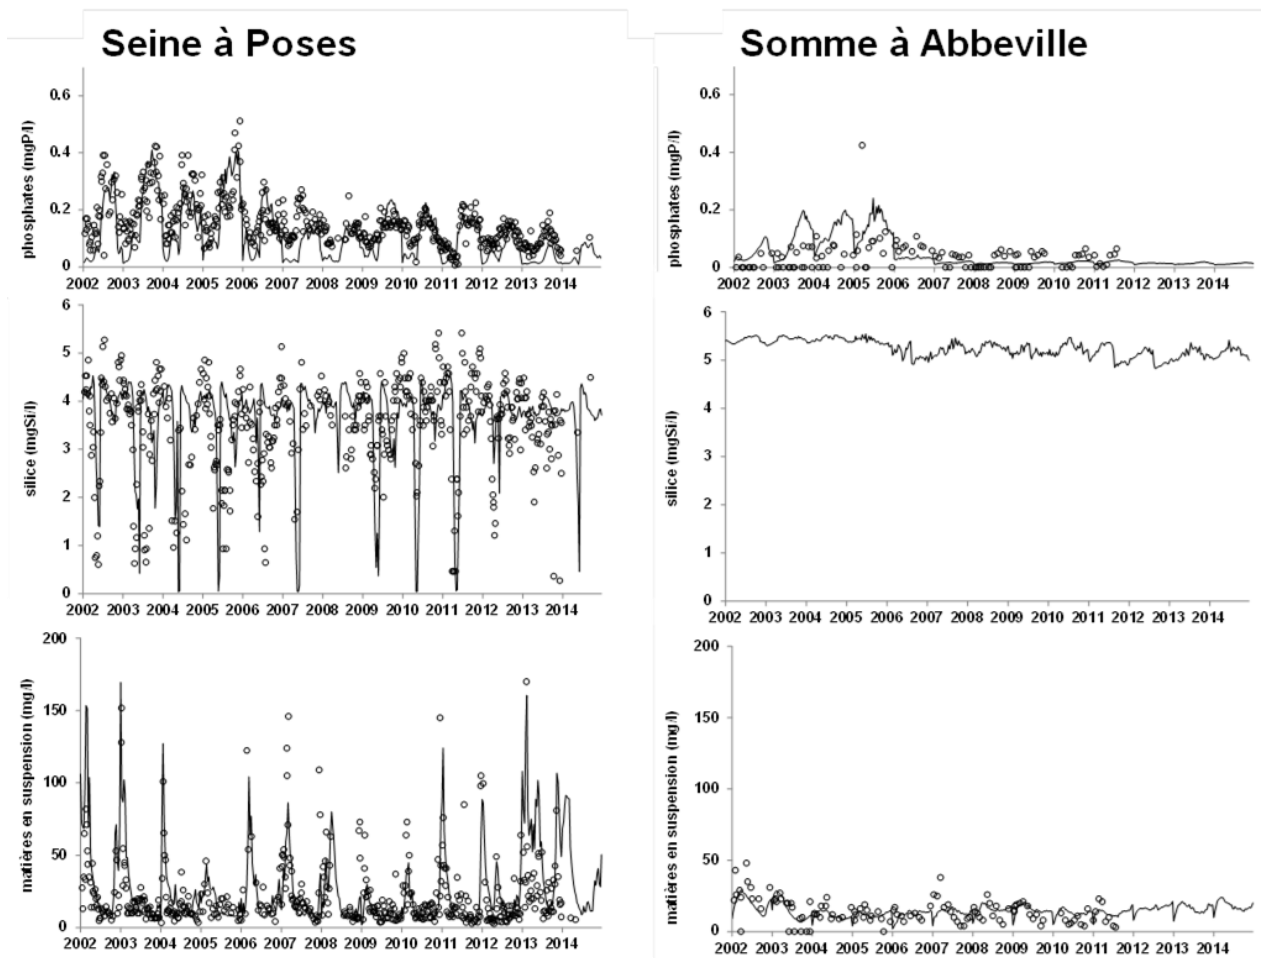 Seine à Poses
Somme à Abbeville
phosphates (mgP/l)
0.6
0.4
0.2
0
2002 2003 2004 2005 2006 2007 2008 2009 2010 2011 2012 2013 2014
phosphates (mgP/l)
0.6
0.4
0.2
0
2002 2003 2004 2005 2006 2007 2008 2009 2010 2011 2012 2013 2014
silice (mgSi/l)
6
5
4
3
2
1
0
2002 2003 2004 2005 2006 2007 2008 2009 2010 2011 2012 2013 2014
silice (mgSi/l)
6
5
4
3
2
1
0
2002 2003 2004 2005 2006 2007 2008 2009 2010 2011 2012 2013 2014
matières en suspension (mg/l)
200
150
100
50
0
2002 2003 2004 2005 2006 2007 2008 2009 2010 2011 2012 2013 2014
matières en suspension (mg/l)
200
150
100
50
0
2002 2003 2004 2005 2006 2007 2008 2009 2010 2011 2012 2013 2014